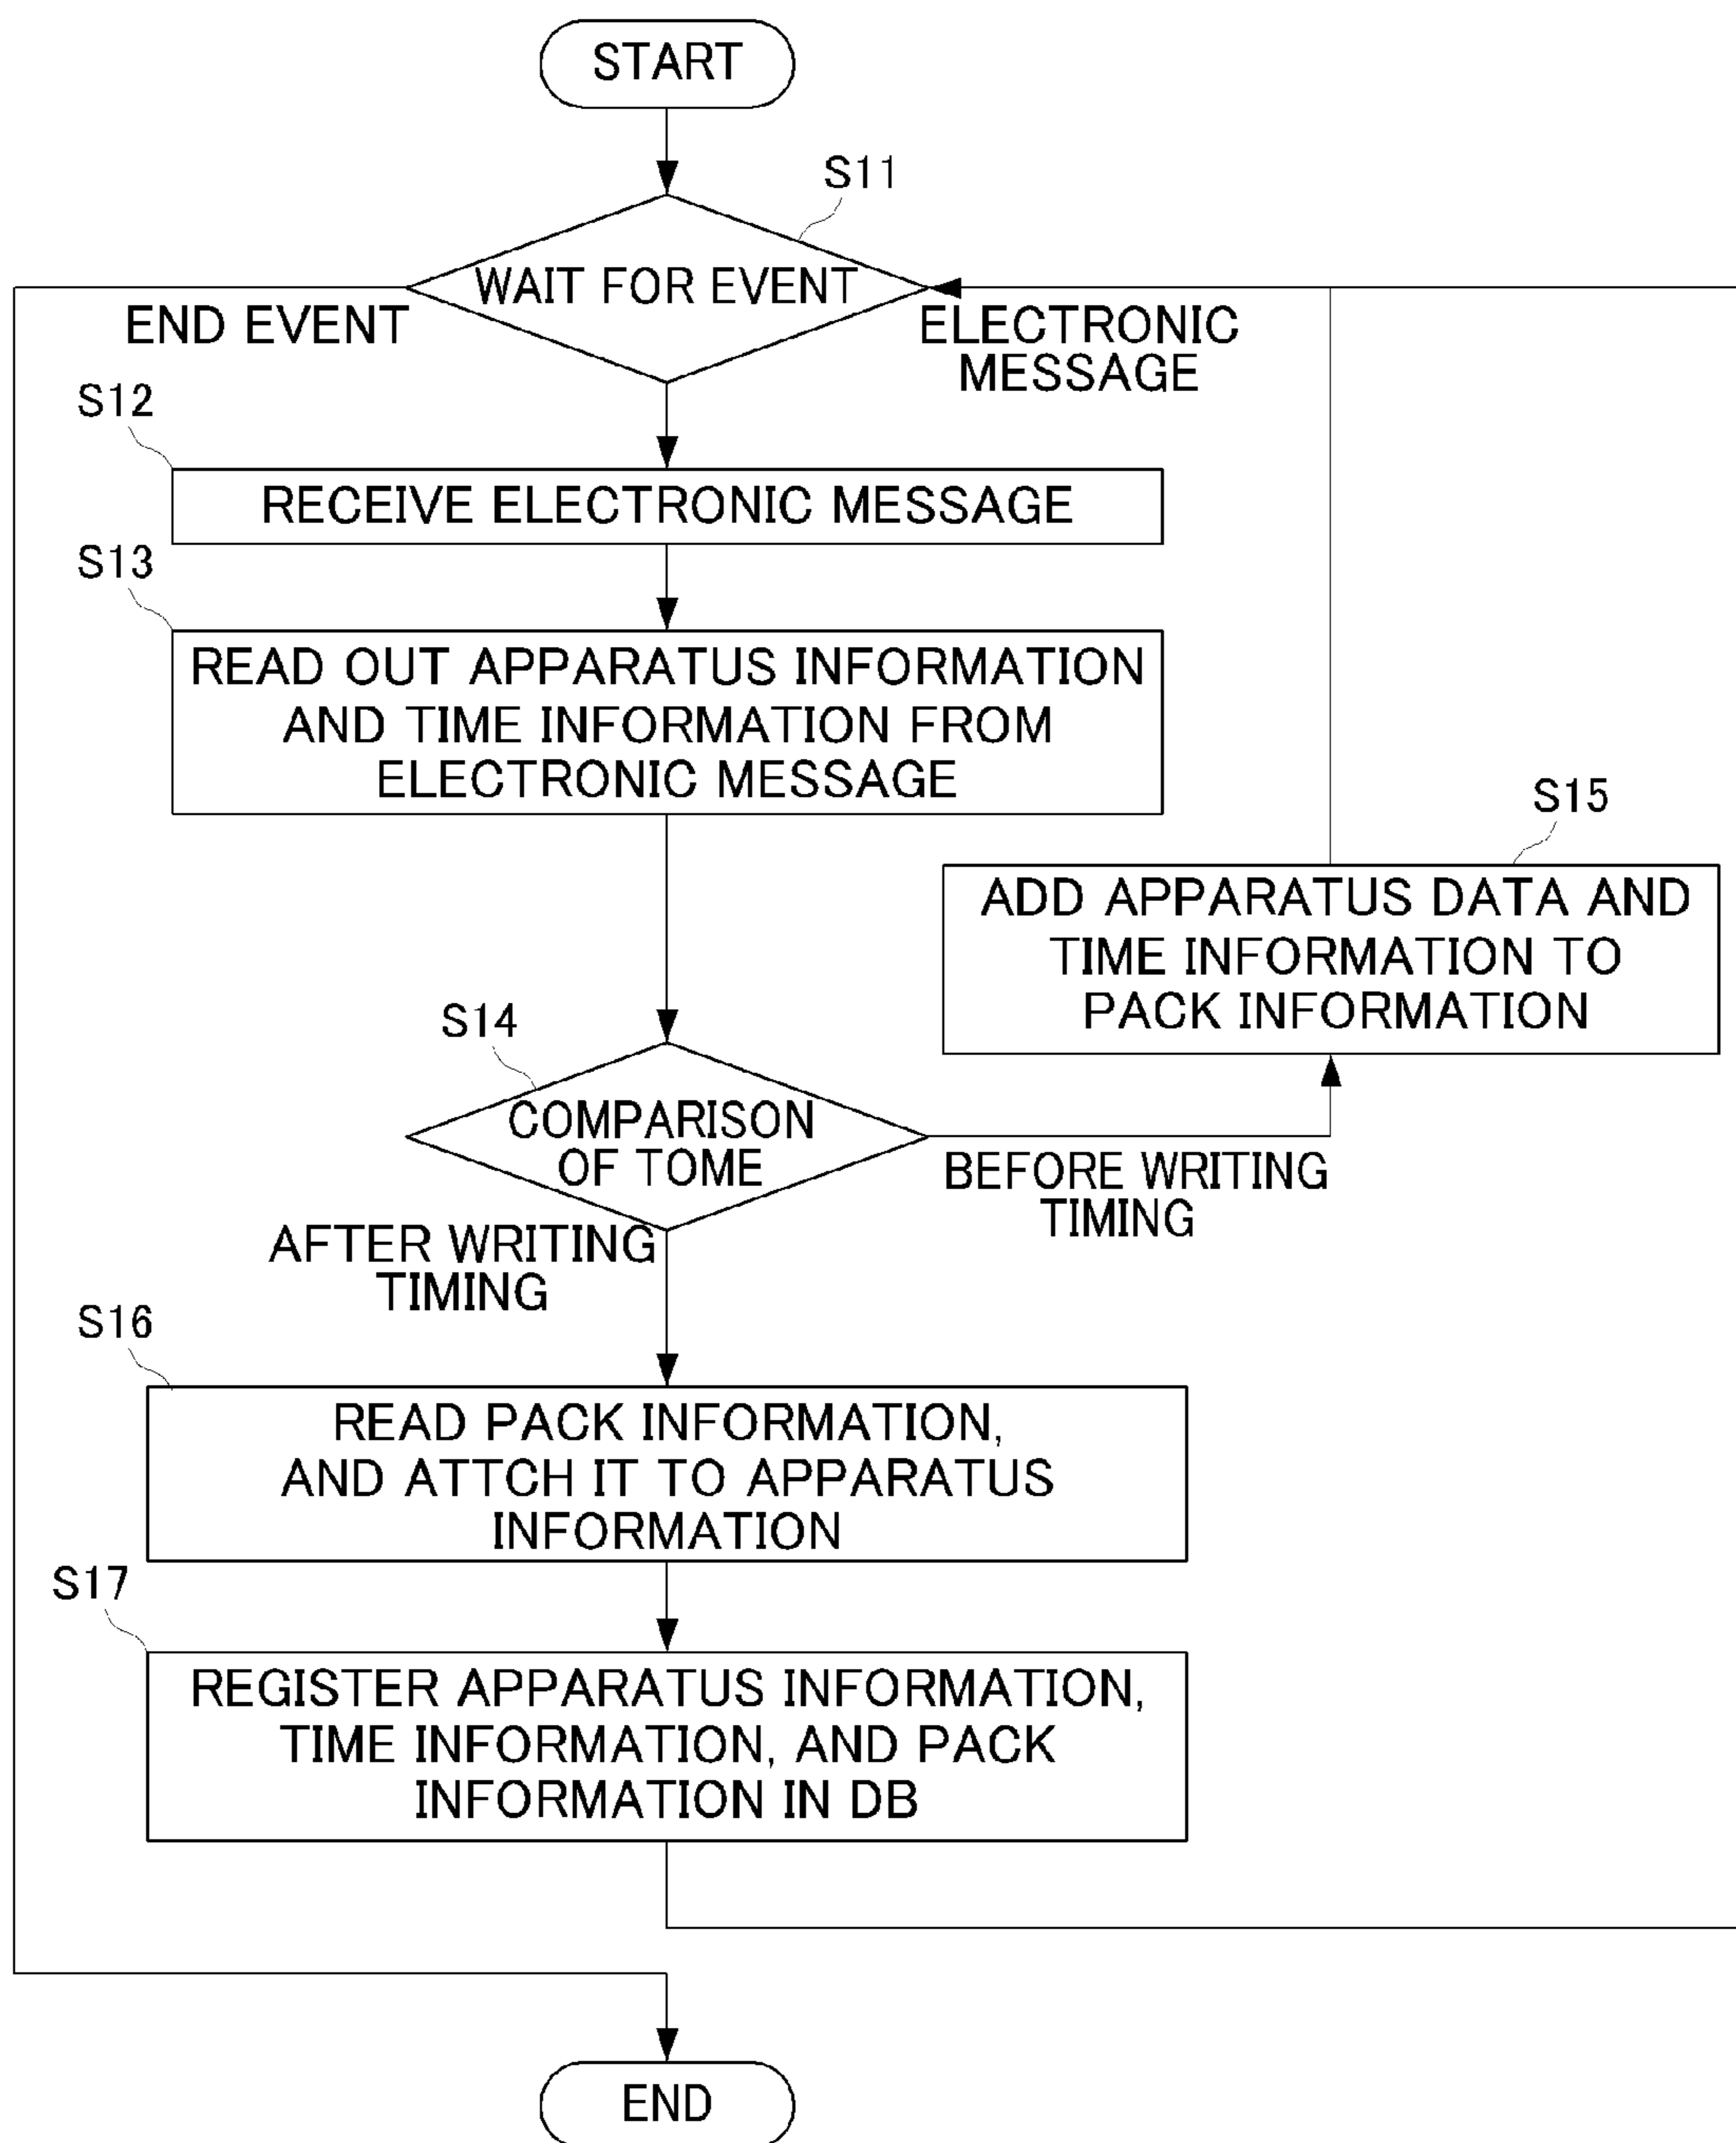 START
S11
WAIT FOR EVENT
END EVENT
ELECTRONIC
MESSAGE
S12
RECEIVE ELECTRONIC MESSAGE
S13
READ OUT APPARATUS INFORMATION
AND TIME INFORMATION FROM
ELECTRONIC MESSAGE
S15
ADD APPARATUS DATA AND
TIME INFORMATION TO
PACK INFORMATION
S14
COMPARISON
OF TOME
BEFORE WRITING
TIMING
AFTER WRITING
TIMING
S16
READ PACK INFORMATION,
AND ATTCH IT TO APPARATUS
INFORMATION
S17
REGISTER APPARATUS INFORMATION,
TIME INFORMATION, AND PACK
INFORMATION IN DB
END